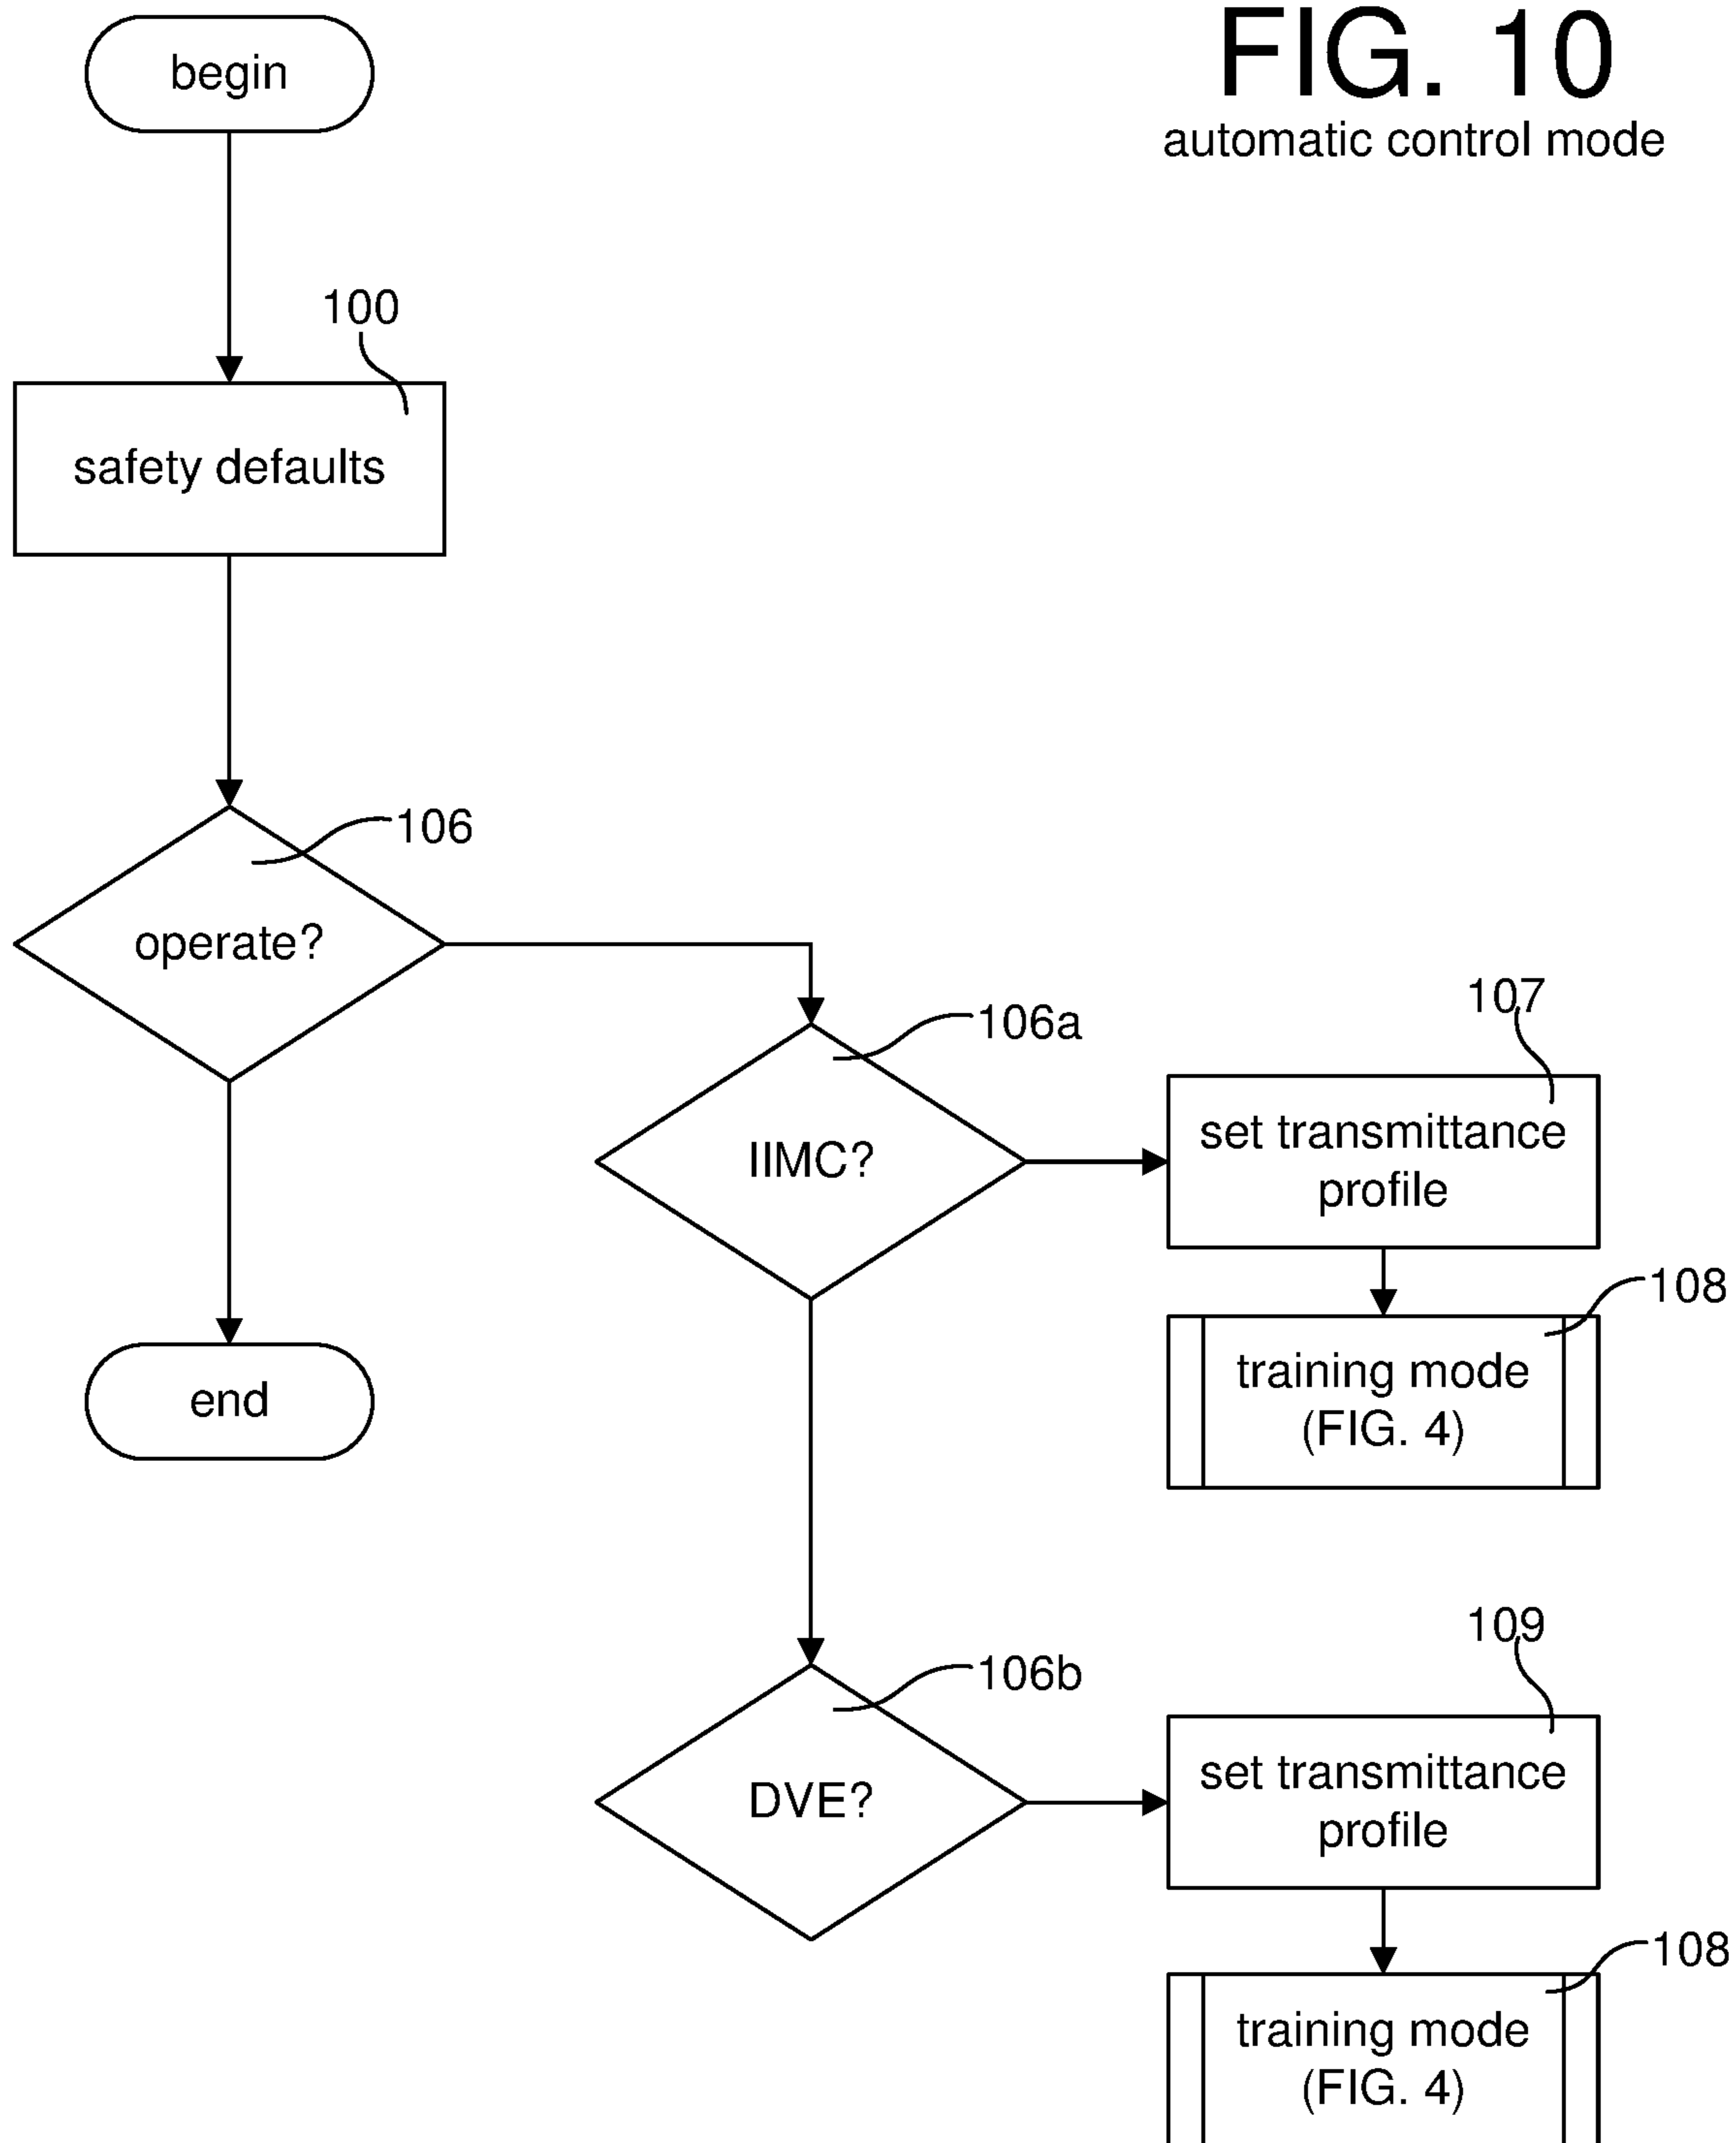 FIG. 10
automatic control mode
begin
100
safety defaults
106
operate?
106a
IIMC?
107
set transmittance
profile
108
training mode
(FIG. 4)
end
106b
DVE?
109
set transmittance
profile
108
training mode
(FIG. 4)